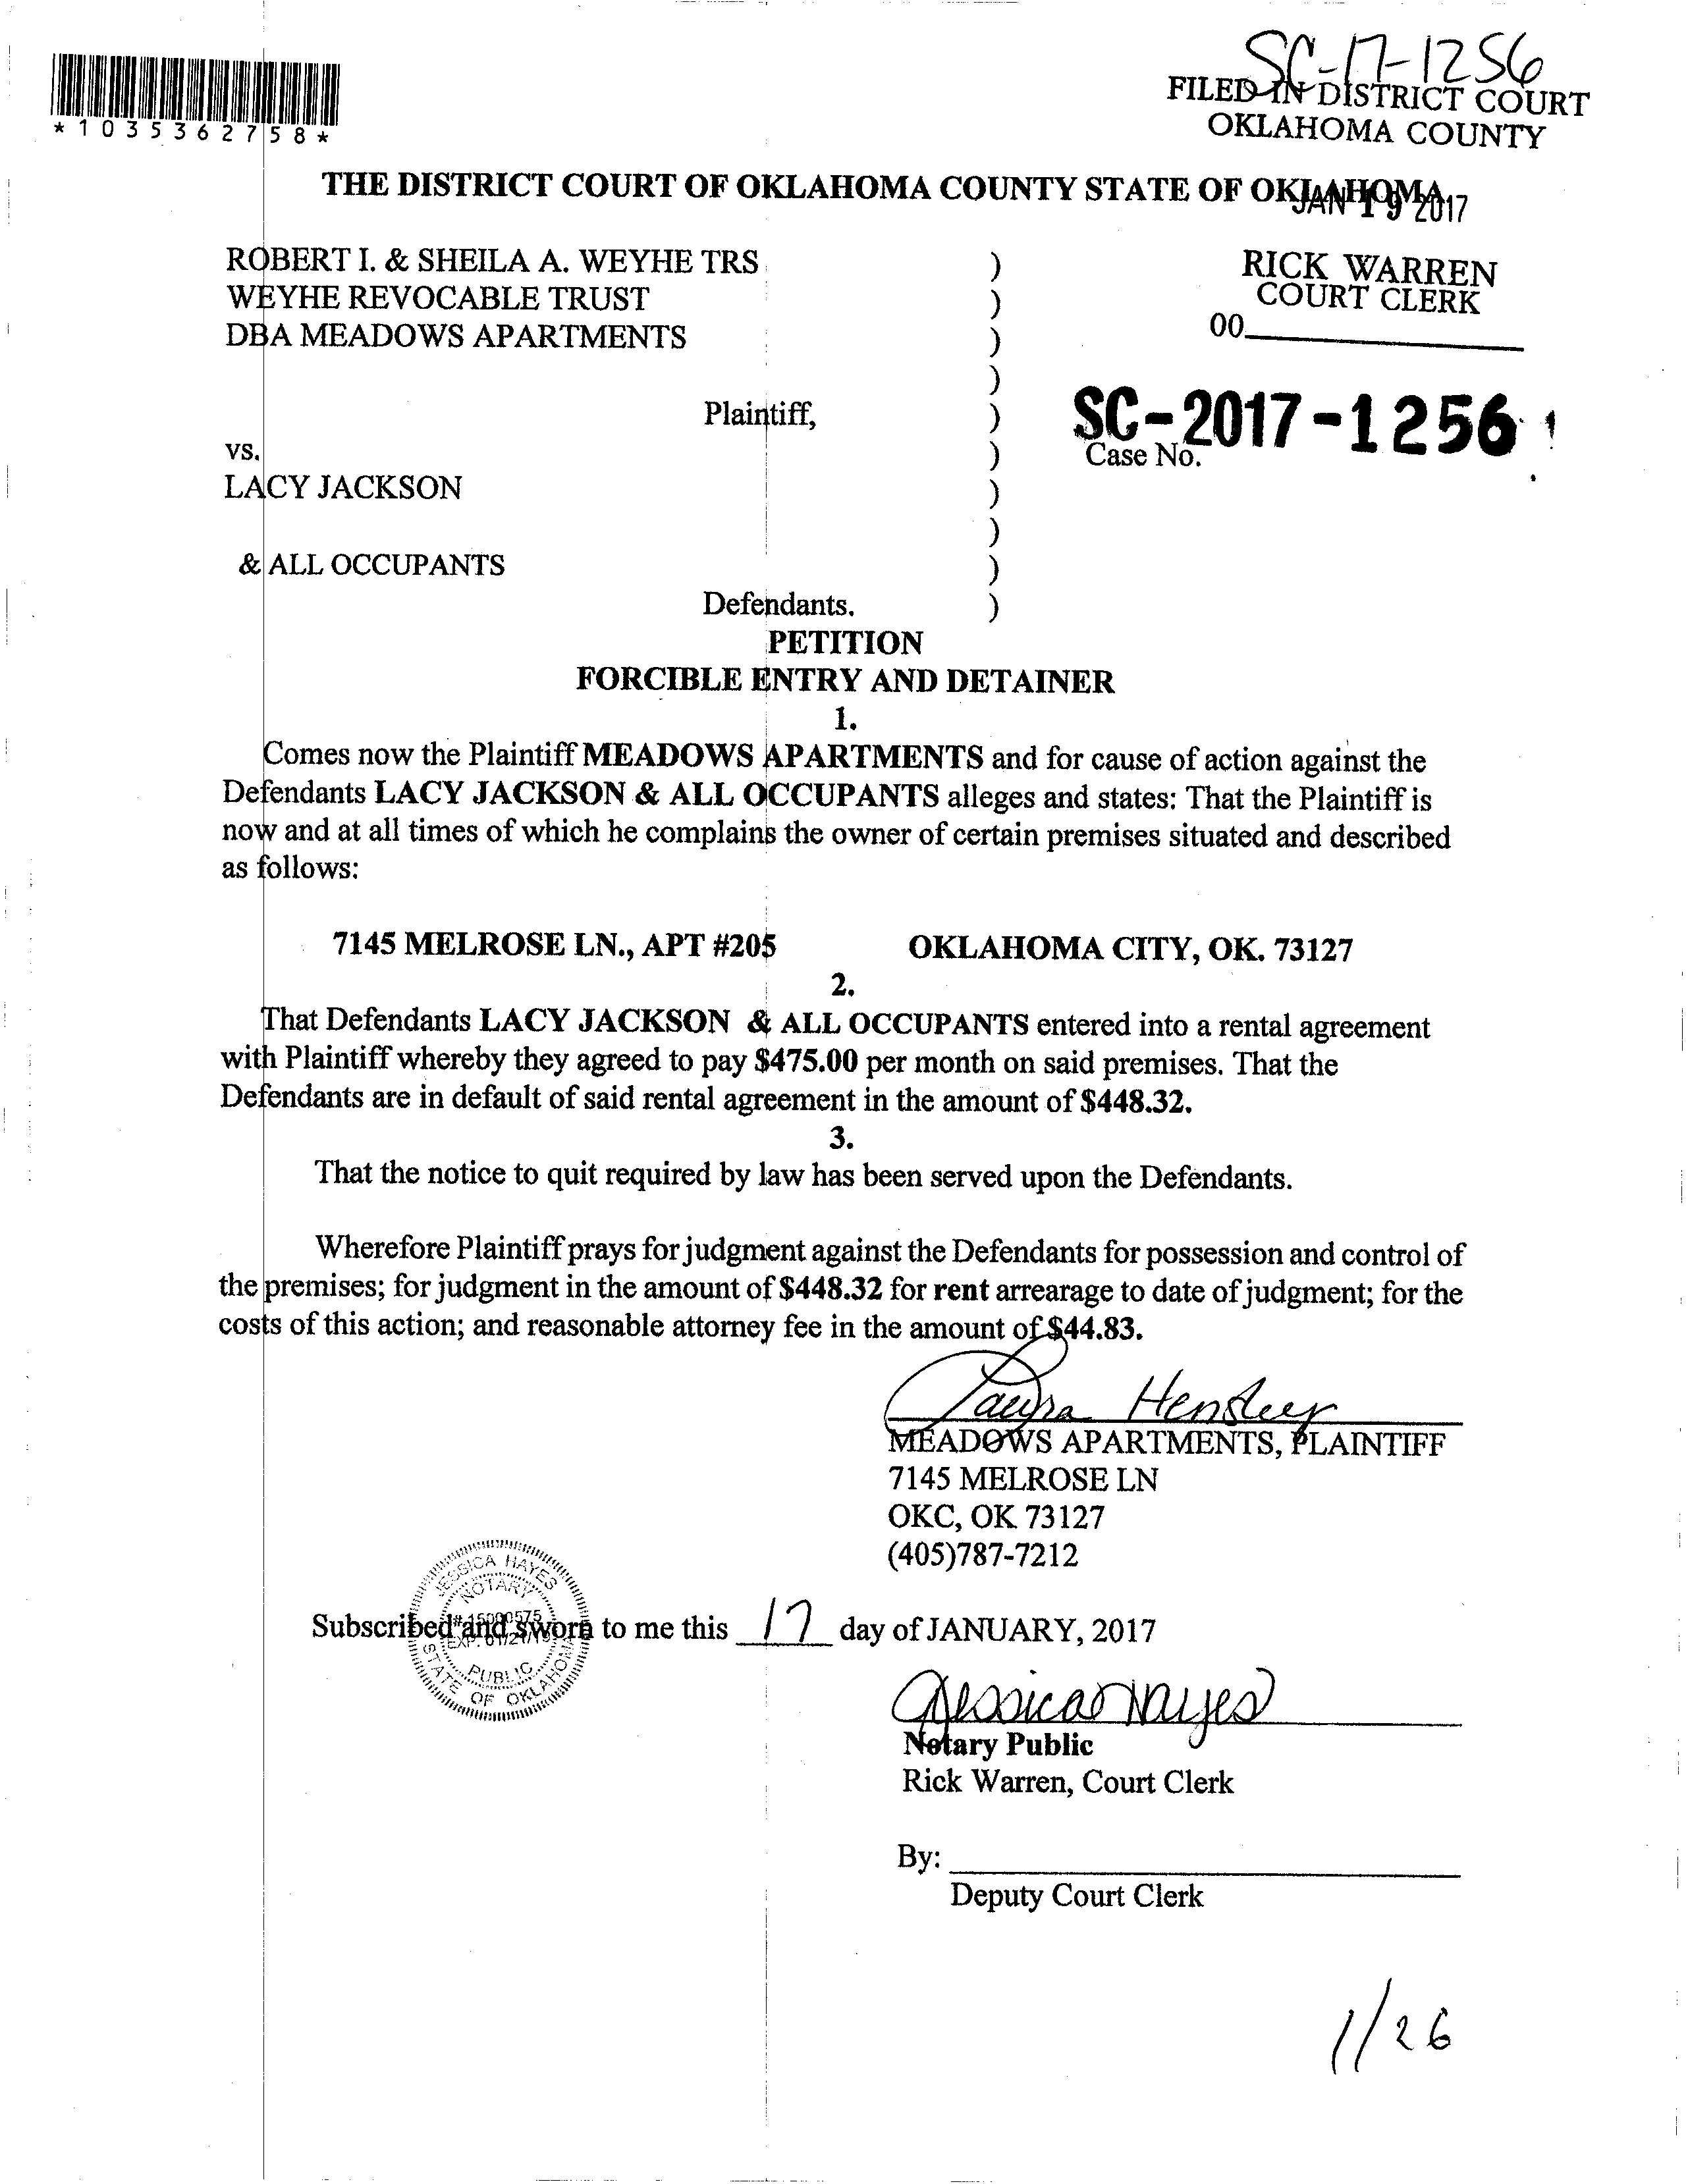 SC-17-1256
FILED IN DISTRICT COURT
OKLAHOMA COUNTY
*1035362758*
THE DISTRICT COURT OF OKLAHOMA COUNTY STATE OF OKLAHOMA
JAN 19 2017
ROBERT I. & SHEILA A. WEYHE TRS )
WEYHE REVOCABLE TRUST )
DBA MEADOWS APARTMENTS )
)
RICK WARREN
COURT CLERK
00
Plaintiff, )
SC-2017-1256
Case No.
vs. )
LACY JACKSON )
)
& ALL OCCUPANTS )
Defendants. )
PETITION
FORCIBLE ENTRY AND DETAINER
1.
Comes now the Plaintiff MEADOWS APARTMENTS and for cause of action against the
Defendants LACY JACKSON & ALL OCCUPANTS alleges and states: That the Plaintiff is
now and at all times of which he complains the owner of certain premises situated and described
as follows:
7145 MELROSE LN., APT #205 OKLAHOMA CITY, OK. 73127
2.
That Defendants LACY JACKSON & ALL OCCUPANTS entered into a rental agreement
with Plaintiff whereby they agreed to pay $475.00 per month on said premises. That the
Defendants are in default of said rental agreement in the amount of $448.32.
3.
That the notice to quit required by law has been served upon the Defendants.
Wherefore Plaintiff prays for judgment against the Defendants for possession and control of
the premises; for judgment in the amount of $448.32 for rent arrearage to date of judgment; for the
costs of this action; and reasonable attorney fee in the amount of $44.83.
Laura Hensley
MEADOWS APARTMENTS, PLAINTIFF
7145 MELROSE LN
OKC, OK 73127
(405)787-7212
JESSICA HAYES
NOTARY
# 15000575
EXP. 01/21/19
PUBLIC
STATE OF OKLAHOMA
Subscribed and sworn to me this 17 day of JANUARY, 2017
Jessica Hayes
Notary Public
Rick Warren, Court Clerk
By:
Deputy Court Clerk
1/26